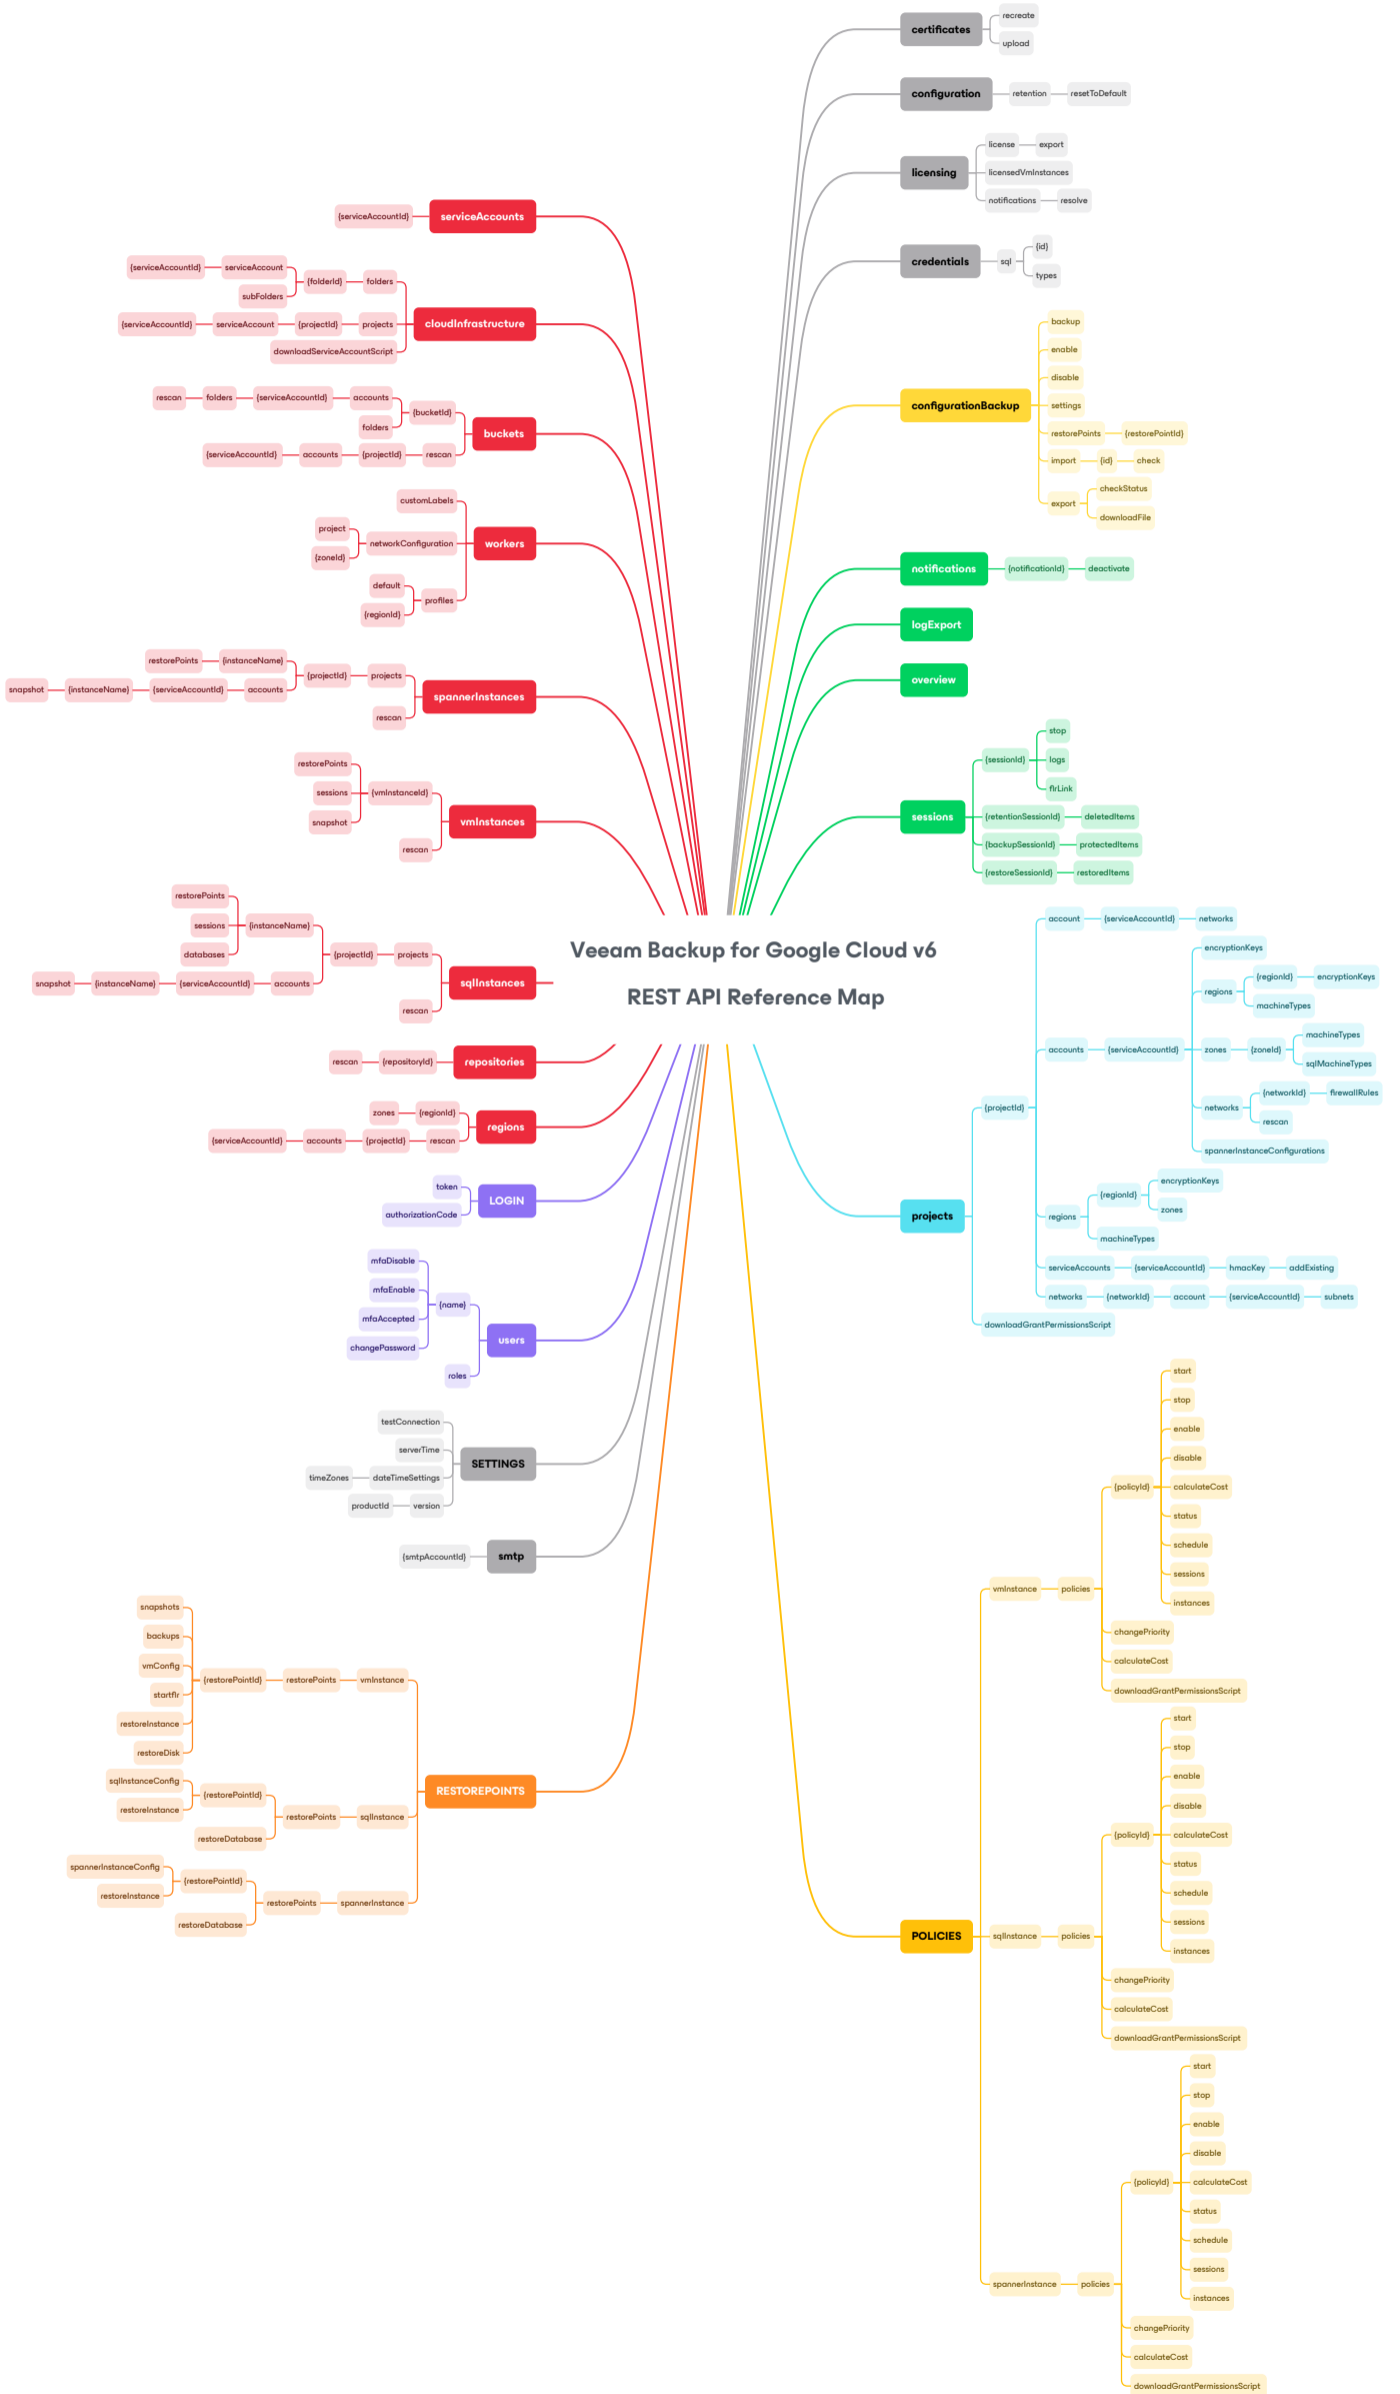 Veeam Backup for Google Cloud v6
REST API Reference Map
certificates
recreate
upload
configuration
retention
resetToDefault
licensing
license
export
licensedVmInstances
notifications
resolve
credentials
sql
{id}
types
configurationBackup
backup
enable
disable
settings
restorePoints
{restorePointId}
import
{id}
check
export
checkStatus
downloadFile
notifications
{notificationId}
deactivate
logExport
overview
sessions
{sessionId}
stop
logs
flrLink
{retentionSessionId}
deletedItems
{backupSessionId}
protectedItems
{restoreSessionId}
restoredItems
projects
{projectId}
account
{serviceAccountId}
networks
accounts
{serviceAccountId}
encryptionKeys
regions
{regionId}
encryptionKeys
machineTypes
zones
{zoneId}
machineTypes
sqlMachineTypes
networks
{networkId}
firewallRules
rescan
spannerInstanceConfigurations
regions
{regionId}
encryptionKeys
zones
machineTypes
serviceAccounts
{serviceAccountId}
hmacKey
addExisting
networks
{networkId}
account
{serviceAccountId}
subnets
downloadGrantPermissionsScript
POLICIES
vmInstance
policies
{policyId}
start
stop
enable
disable
calculateCost
status
schedule
sessions
instances
changePriority
calculateCost
downloadGrantPermissionsScript
sqlInstance
policies
{policyId}
start
stop
enable
disable
calculateCost
status
schedule
sessions
instances
changePriority
calculateCost
downloadGrantPermissionsScript
spannerInstance
policies
{policyId}
start
stop
enable
disable
calculateCost
status
schedule
sessions
instances
changePriority
calculateCost
downloadGrantPermissionsScript
serviceAccounts
{serviceAccountId}
cloudInfrastructure
folders
{folderId}
serviceAccount
{serviceAccountId}
subFolders
projects
{projectId}
serviceAccount
{serviceAccountId}
downloadServiceAccountScript
buckets
{bucketId}
accounts
{serviceAccountId}
folders
rescan
folders
rescan
{projectId}
accounts
{serviceAccountId}
workers
customLabels
networkConfiguration
project
{zoneId}
profiles
default
{regionId}
spannerInstances
projects
{projectId}
{instanceName}
restorePoints
accounts
{serviceAccountId}
{instanceName}
snapshot
rescan
vmInstances
{vmInstanceId}
restorePoints
sessions
snapshot
rescan
sqlInstances
projects
{projectId}
{instanceName}
restorePoints
sessions
databases
accounts
{serviceAccountId}
{instanceName}
snapshot
rescan
repositories
{repositoryId}
rescan
regions
{regionId}
zones
rescan
{projectId}
accounts
{serviceAccountId}
LOGIN
token
authorizationCode
users
{name}
mfaDisable
mfaEnable
mfaAccepted
changePassword
roles
SETTINGS
testConnection
serverTime
dateTimeSettings
timeZones
version
productId
smtp
{smtpAccountId}
RESTOREPOINTS
vmInstance
restorePoints
{restorePointId}
snapshots
backups
vmConfig
startflr
restoreInstance
restoreDisk
sqlInstance
restorePoints
{restorePointId}
sqlInstanceConfig
restoreInstance
restoreDatabase
spannerInstance
restorePoints
{restorePointId}
spannerInstanceConfig
restoreInstance
restoreDatabase